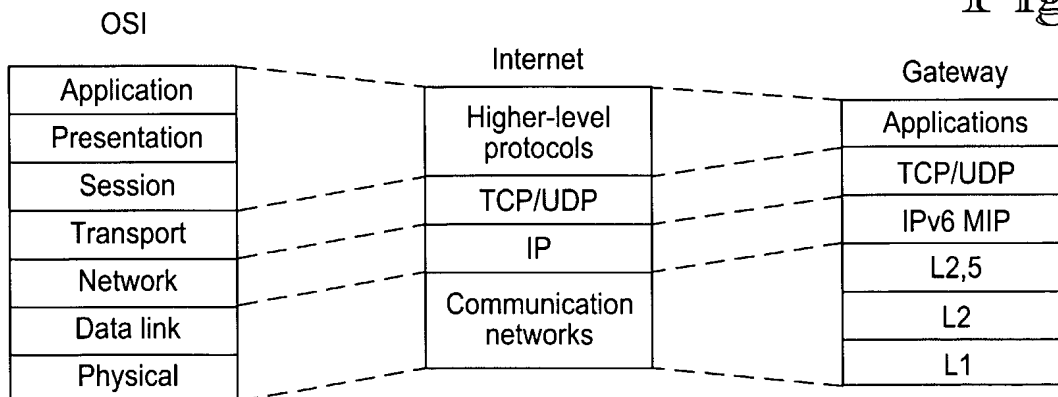 OSI
Application
Presentation
Session
Transport
Network
Data link
Physical
Internet
Higher-level
protocols
TCP/UDP
IP
Communication
networks
Gateway
Applications
TCP/UDP
IPv6 MIP
L2,5
L2
L1